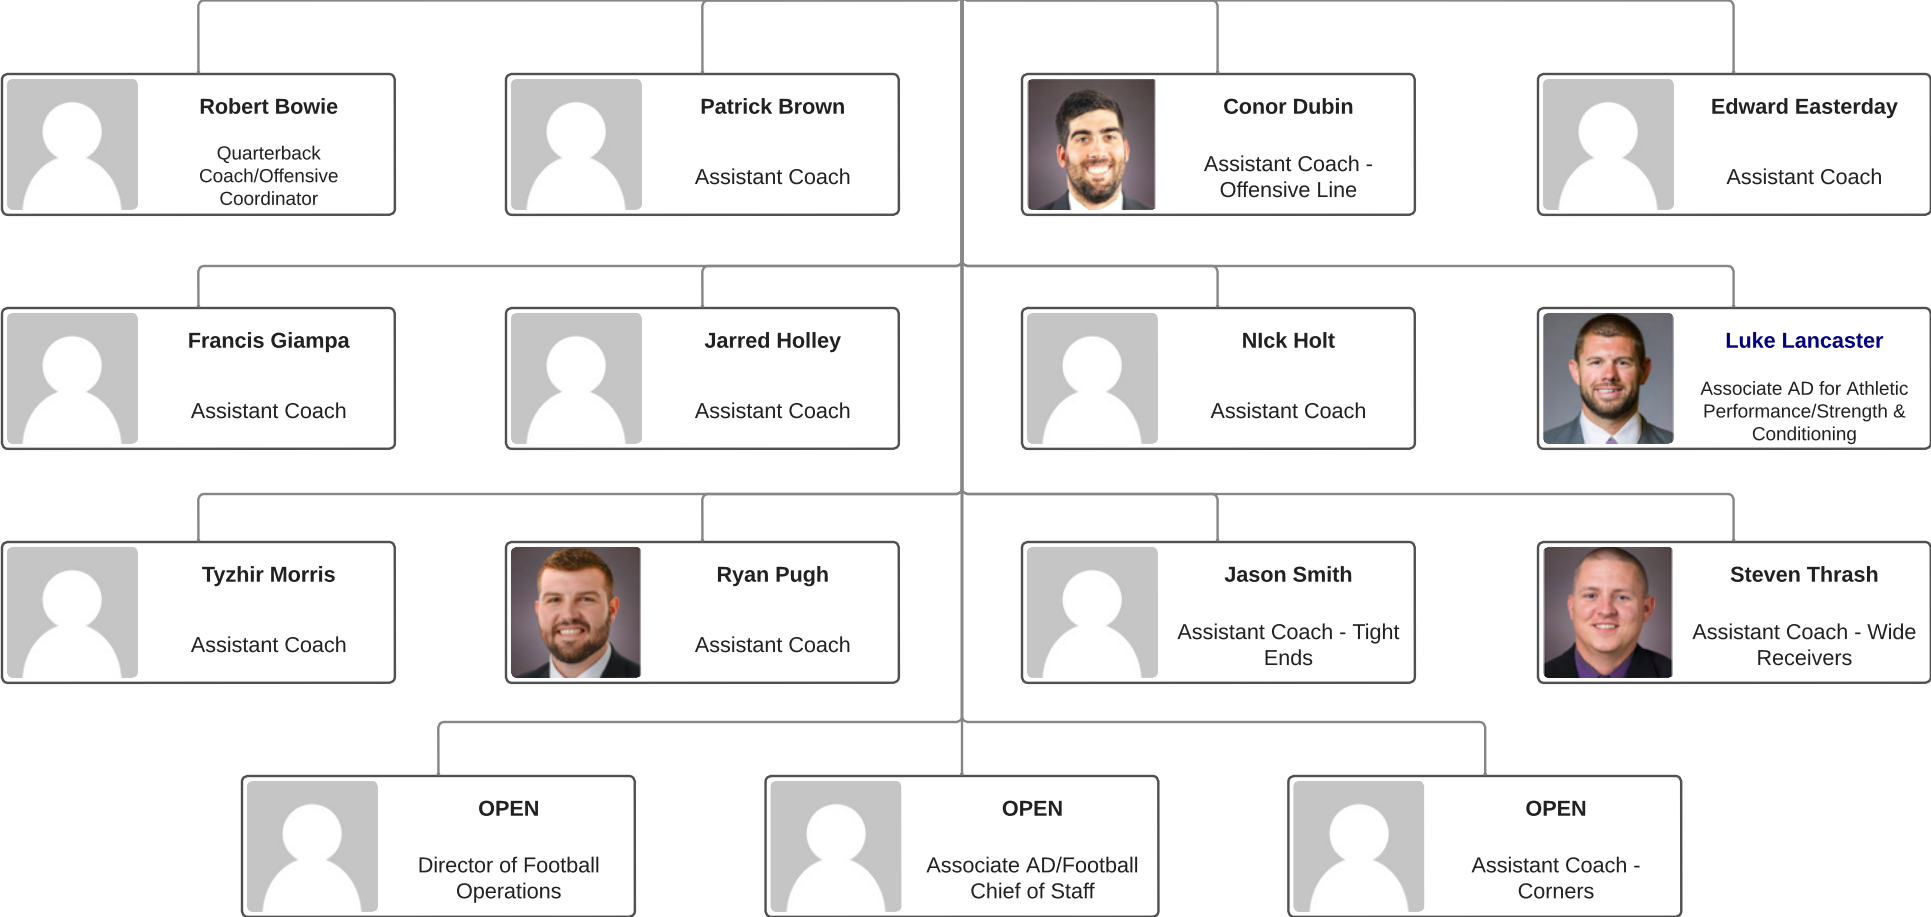 Robert Bowie
Quarterback
Coach/Offensive
Coordinator
Patrick Brown
Assistant Coach
Conor Dubin
Assistant Coach -
Offensive Line
Edward Easterday
Assistant Coach
Francis Giampa
Assistant Coach
Jarred Holley
Assistant Coach
NIck Holt
Assistant Coach
Luke Lancaster
Associate AD for Athletic
Performance/Strength &
Conditioning
Tyzhir Morris
Assistant Coach
Ryan Pugh
Assistant Coach
Jason Smith
Assistant Coach - Tight
Ends
Steven Thrash
Assistant Coach - Wide
Receivers
OPEN
Director of Football
Operations
OPEN
Associate AD/Football
Chief of Staff
OPEN
Assistant Coach -
Corners